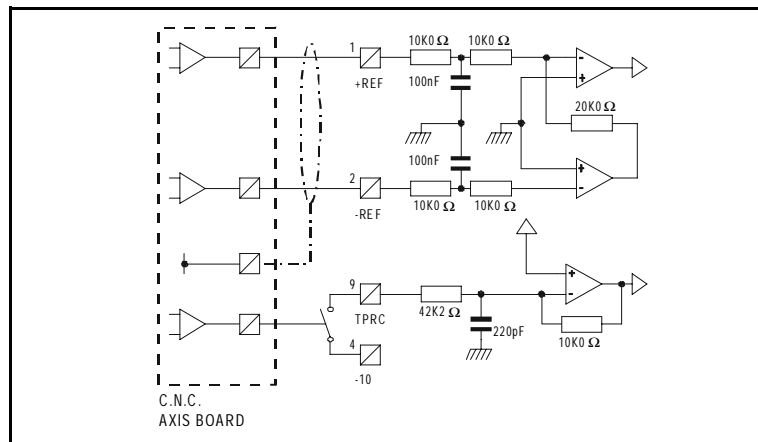 1
10K0 Ω
10K0 Ω
-
+
+REF
100nF
20K0 Ω
100nF
+
-
2
-REF
10K0 Ω
10K0 Ω
9
TPRC
42K2 Ω
+
-
220pF
10K0 Ω
4
-10
C.N.C.
AXIS BOARD